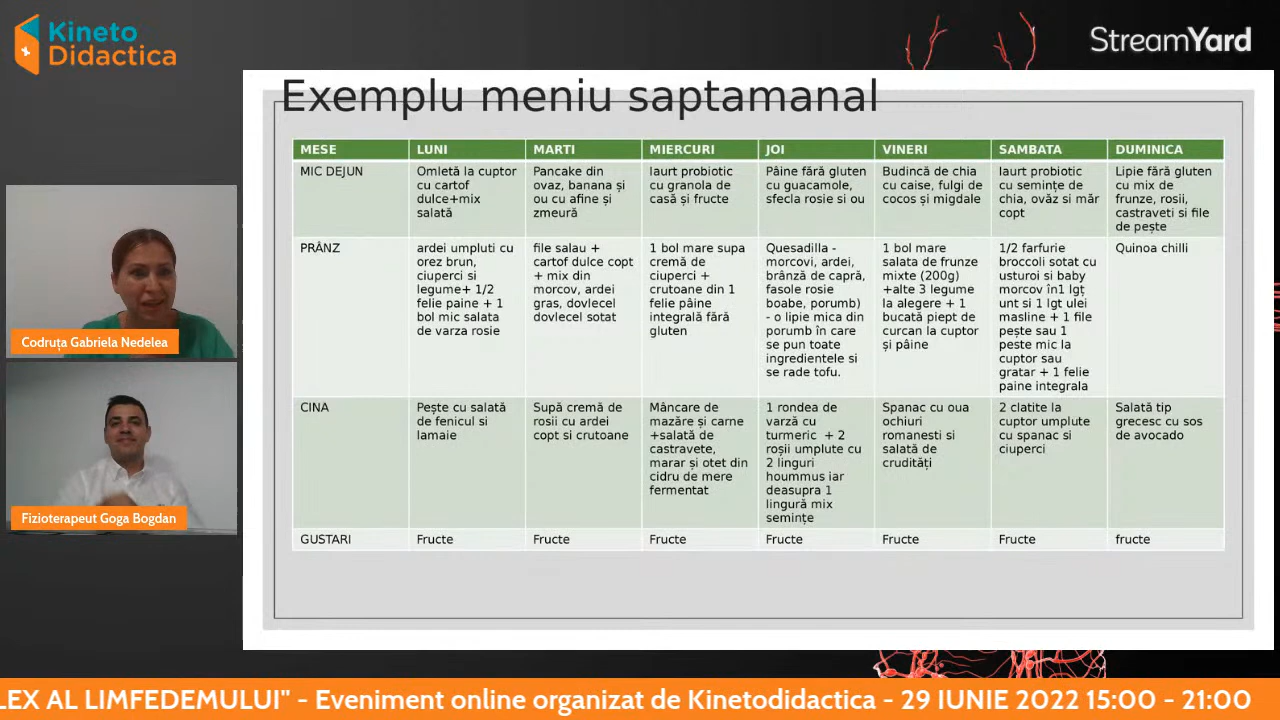 Kineto
Didactica
StreamYard
Exemplu meniu saptamanal
MESE
LUNI
MARTI
MIERCURI
JOI
VINERI
SAMBATA
DUMINICA
MIC DEJUN
Omletă la cuptor
cu cartof
dulce+mix
salată
Pancake din
ovaz, banana și
ou cu afine și
zmeură
Iaurt probiotic
cu granola de
casă și fructe
Pâine fără gluten
cu guacamole,
sfecla rosie si ou
Budincă de chia
cu caise, fulgi de
cocos și migdale
Iaurt probiotic
cu semințe de
chia, ovăz si măr
copt
Lipie fără gluten
cu mix de
frunze, rosii,
castraveti si file
de pește
PRÂNZ
ardei umpluti cu
orez brun,
ciuperci si
legume+ 1/2
felie paine + 1
bol mic salata
de varza rosie
file salau +
cartof dulce copt
+ mix din
morcov, ardei
gras, dovlecel
dovlecel sotat
1 bol mare supa
cremă de
ciuperci +
crutoane din 1
felie pâine
integrală fără
gluten
Quesadilla -
morcovi, ardei,
brânză de capră,
fasole rosie
boabe, porumb)
- o lipie mica din
porumb în care
se pun toate
ingredientele si
se rade tofu.
1 bol mare
salata de frunze
mixte (200g)
+alte 3 legume
la alegere + 1
bucată piept de
curcan la cuptor
și pâine
1/2 farfurie
broccoli sotat cu
usturoi si baby
morcov în1 lgț
unt si 1 lgt ulei
masline + 1 file
pește sau 1
peste mic la
cuptor sau
gratar + 1 felie
paine integrala
Quinoa chilli
CINA
Pește cu salată
de fenicul si
lamaie
Supă cremă de
rosii cu ardei
copt si crutoane
Mâncare de
mazăre și carne
+salată de
castravete,
marar și otet din
cidru de mere
fermentat
1 rondea de
varză cu
turmeric + 2
roșii umplute cu
2 linguri
hoummus iar
deasupra 1
lingură mix
semințe
Spanac cu oua
ochiuri
romanesti si
salată de
crudități
2 clatite la
cuptor umplute
cu spanac si
ciuperci
Salată tip
grecesc cu sos
de avocado
GUSTARI
Fructe
Fructe
Fructe
Fructe
Fructe
Fructe
fructe
Codruța Gabriela Nedelea
Fizioterapeut Goga Bogdan
LEX AL LIMFEDEMULUI" - Eveniment online organizat de Kinetodidactica - 29 IUNIE 2022 15:00 - 21:00